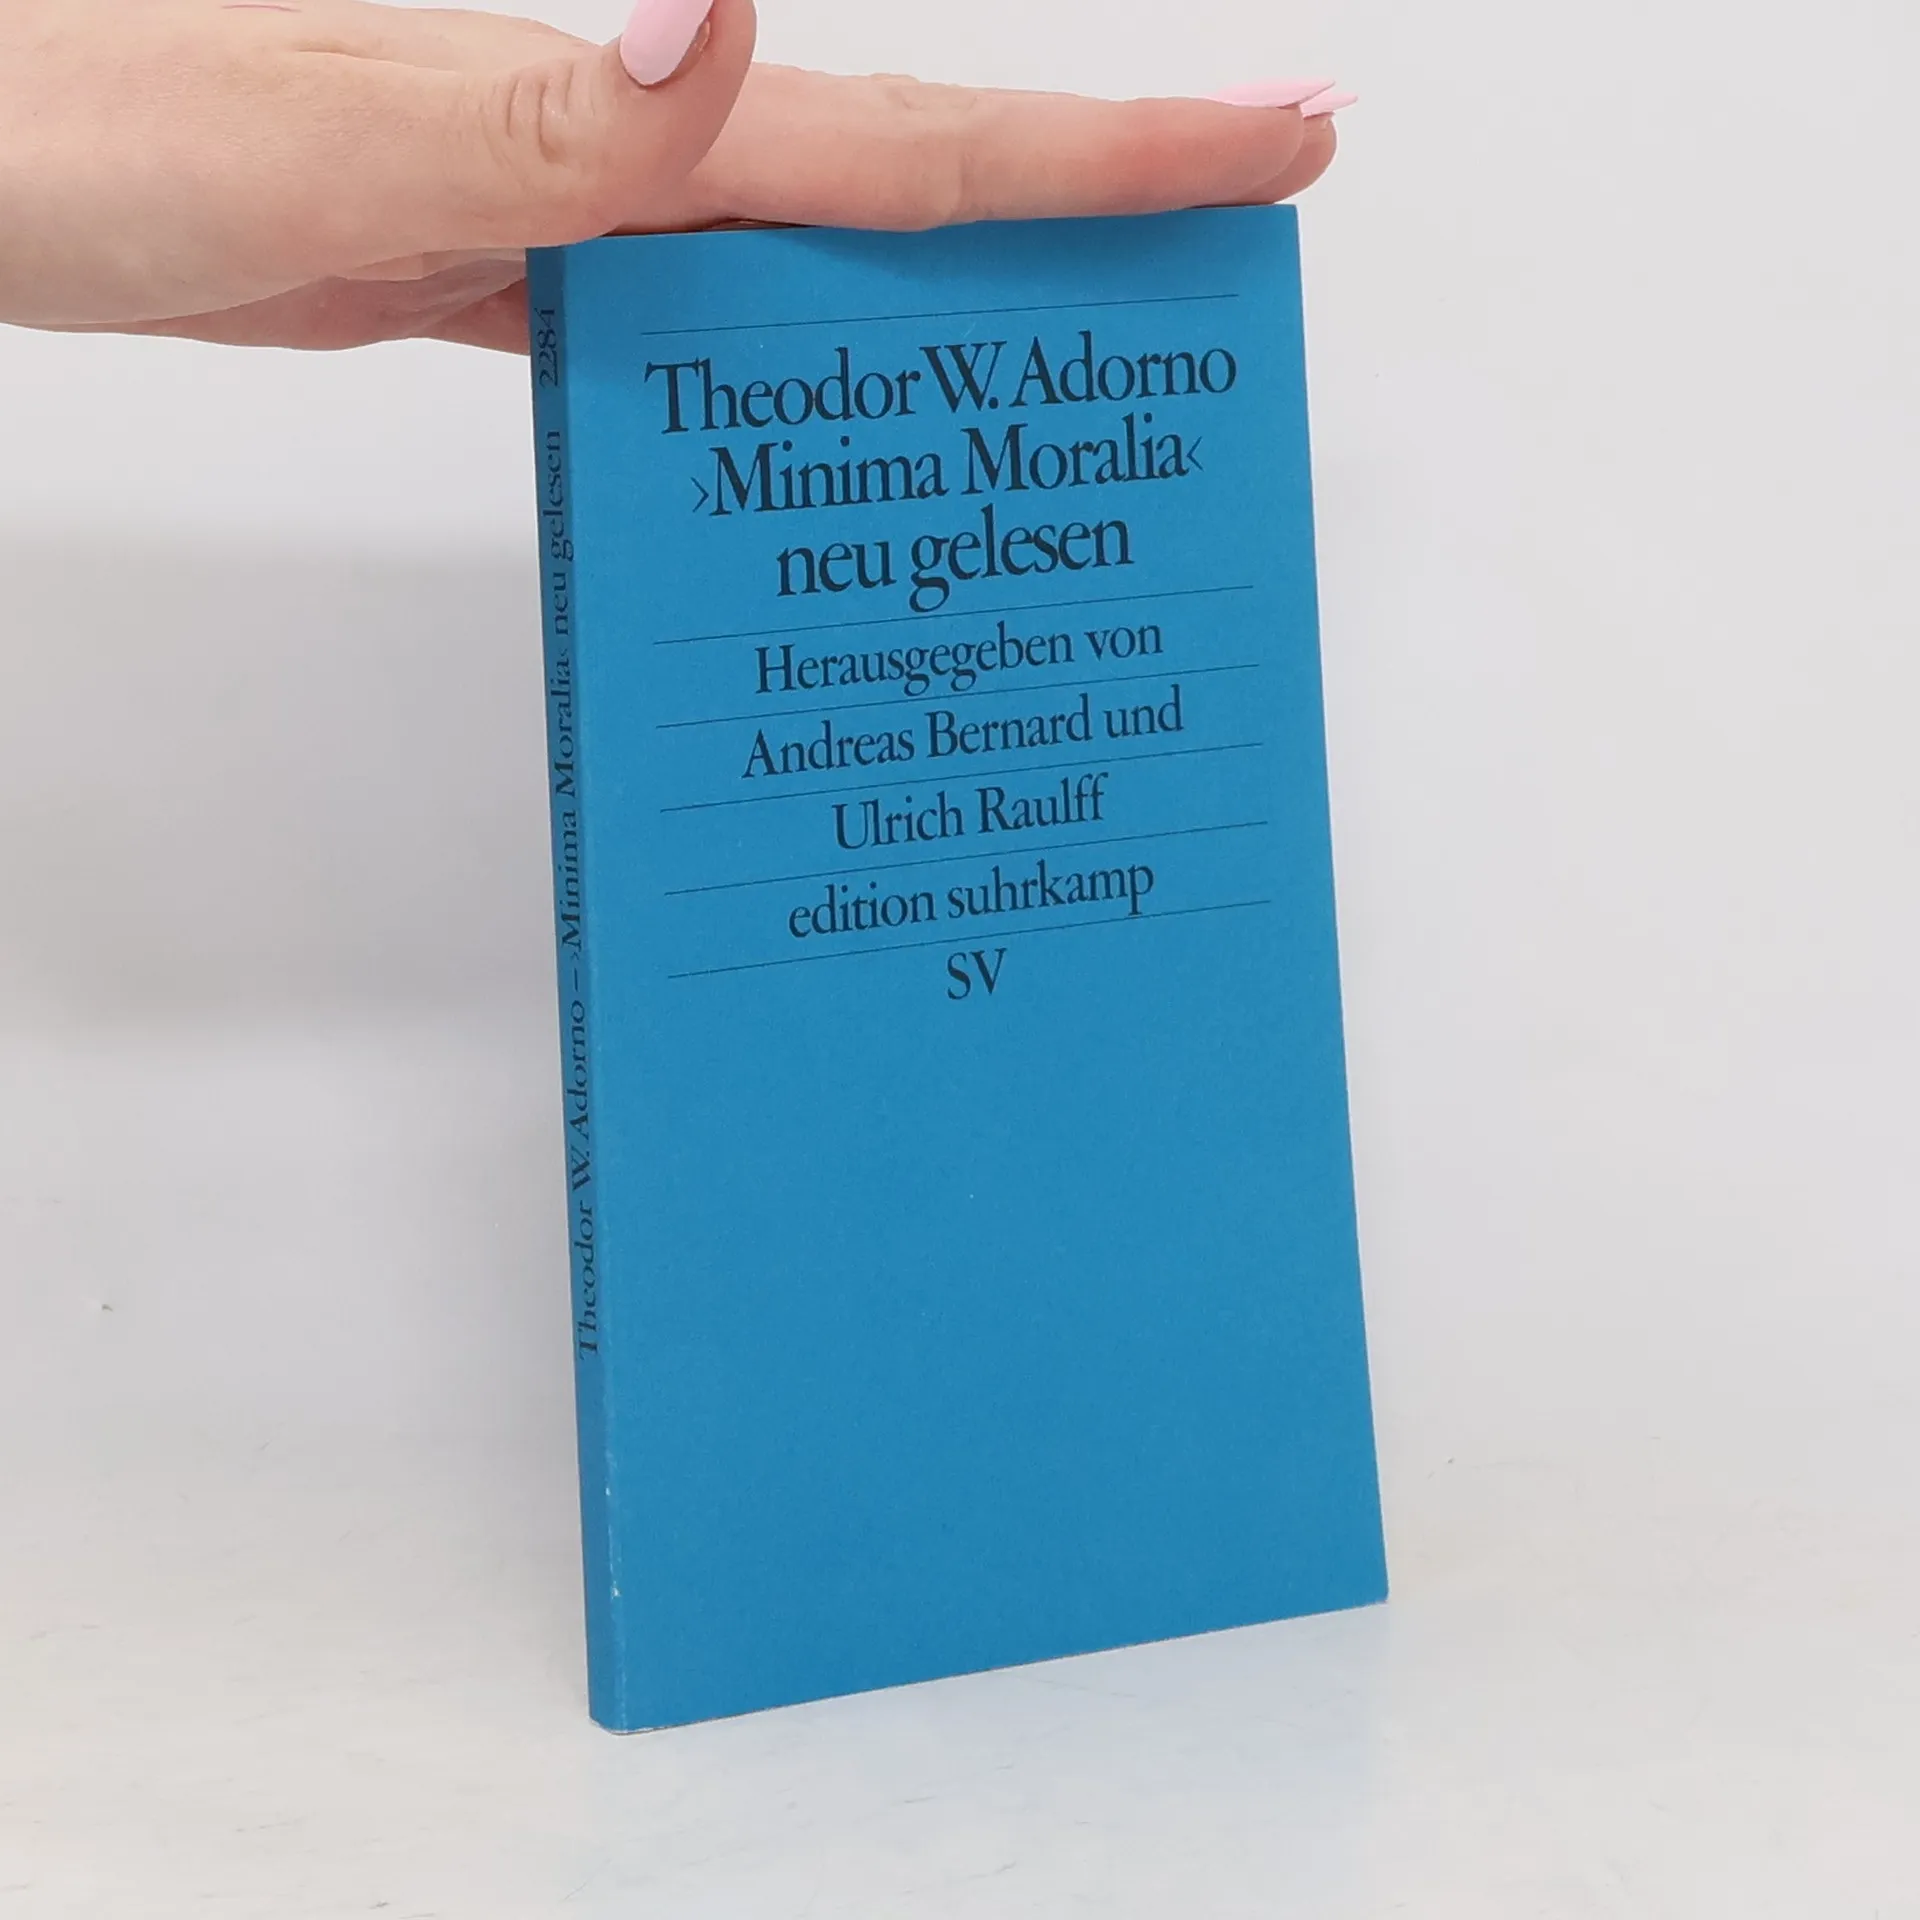 Theodor W. Adorno
›Minima Moralia‹
neu gelesen
Herausgegeben von
Andreas Bernard und
Ulrich Raulff
edition suhrkamp
SV
Theodor W. Adorno – ›Minima Moralia‹ neu gelesen 2284